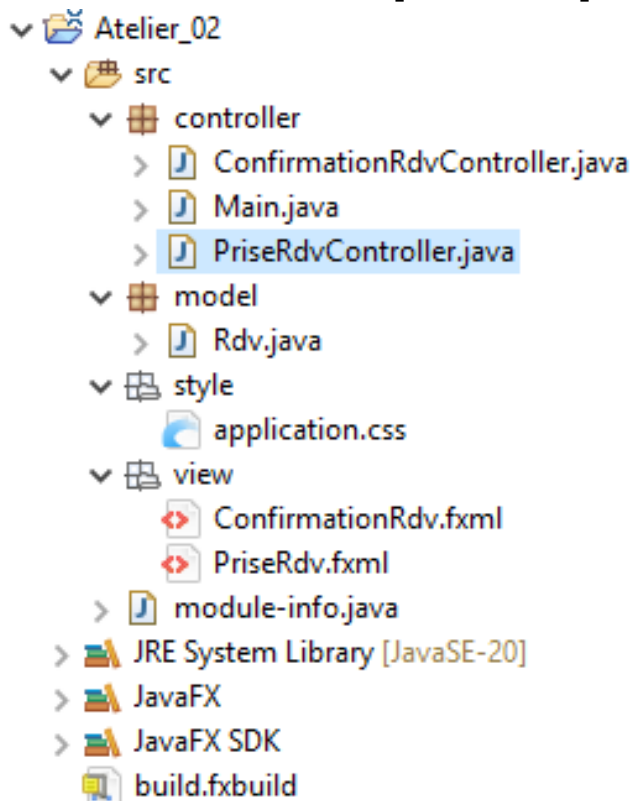 Atelier_02
src
controller
ConfirmationRdvController.java
Main.java
PriseRdvController.java
model
Rdv.java
style
application.css
view
ConfirmationRdv.fxml
PriseRdv.fxml
module-info.java
JRE System Library [JavaSE-20]
JavaFX
JavaFX SDK
build.fxbuild